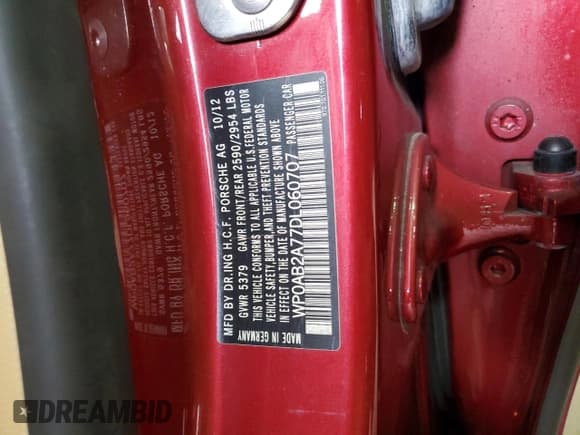 MFD BY DR.ING H.C.F. PORSCHE AG 10/12
GVWR 5379 GAWR FRONT/REAR 2590/2954 LBS
THIS VEHICLE CONFORMS TO ALL APPLICABLE U.S. FEDERAL MOTOR
VEHICLE SAFETY, BUMPER, AND THEFT PREVENTION STANDARDS
IN EFFECT ON THE DATE OF MANUFACTURE SHOWN ABOVE
WP0AB2A77DL060707 PASSENGER-CAR
MADE IN GERMANY
DREAMBID